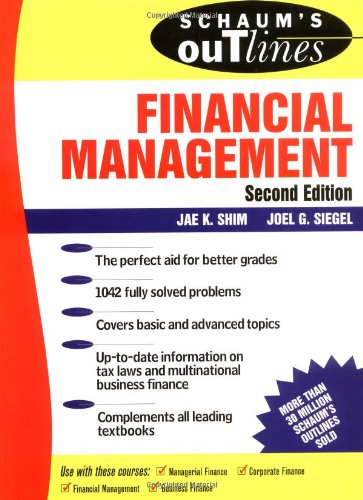 SCHAUM'S
ouTlines
FINANCIAL
MANAGEMENT
Second Edition
JAE K. SHIM JOEL G. SIEGEL
The perfect aid for better grades
1042 fully solved problems
Covers basic and advanced topics
Up-to-date information on
tax laws and multinational
business finance
Complements all leading
textbooks
MORE THAN
30 MILLION
SCHAUM'S
OUTLINES
SOLD
Use with these courses: ☑ Managerial Finance ☑ Corporate Finance
☑ Financial Management ☑ Business Finance